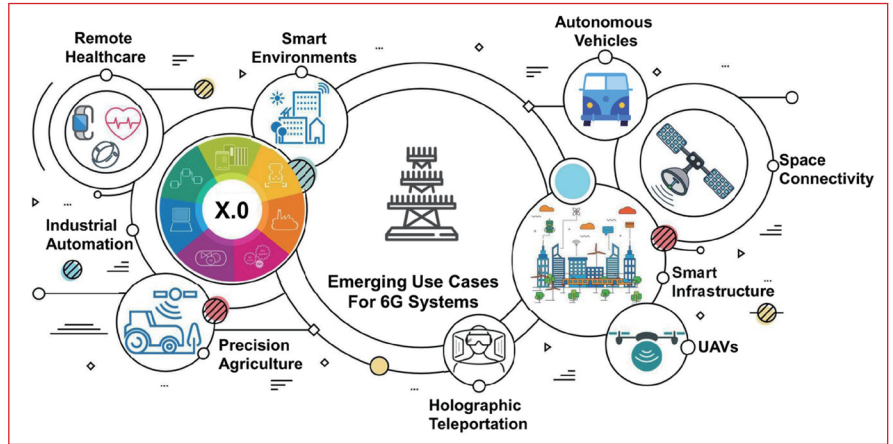 Remote
Healthcare
Smart
Environments
Autonomous
Vehicles
Space
Connectivity
X.0
Industrial
Automation
Emerging Use Cases
For 6G Systems
Smart
Infrastructure
Precision
Agriculture
UAVs
Holographic
Teleportation